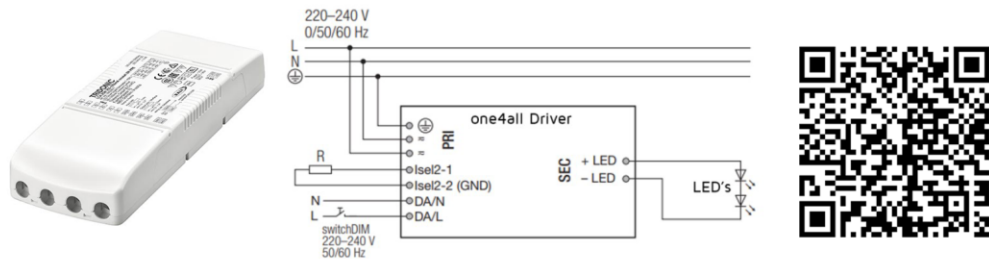 TRIDONIC
220–240 V
0/50/60 Hz
L
N
one4all Driver
PRI
≈
≈
R
Isel2-1
Isel2-2 (GND)
N
DA/N
L
DA/L
switchDIM
220–240 V
50/60 Hz
SEC
+ LED
– LED
LED's